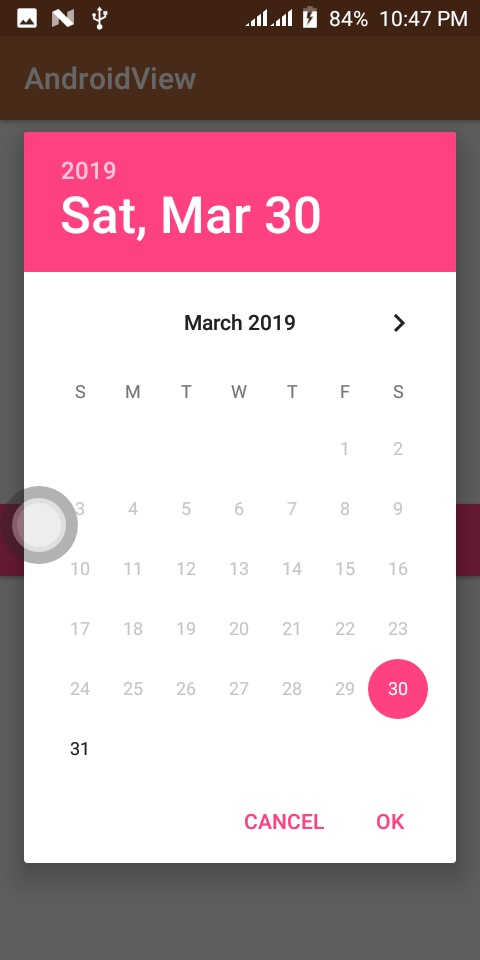 84% 10:47 PM
AndroidView
2019
Sat, Mar 30
March 2019
S M T W T F S
1 2
3 4 5 6 7 8 9
10 11 12 13 14 15 16
17 18 19 20 21 22 23
24 25 26 27 28 29 30
31
CANCEL OK